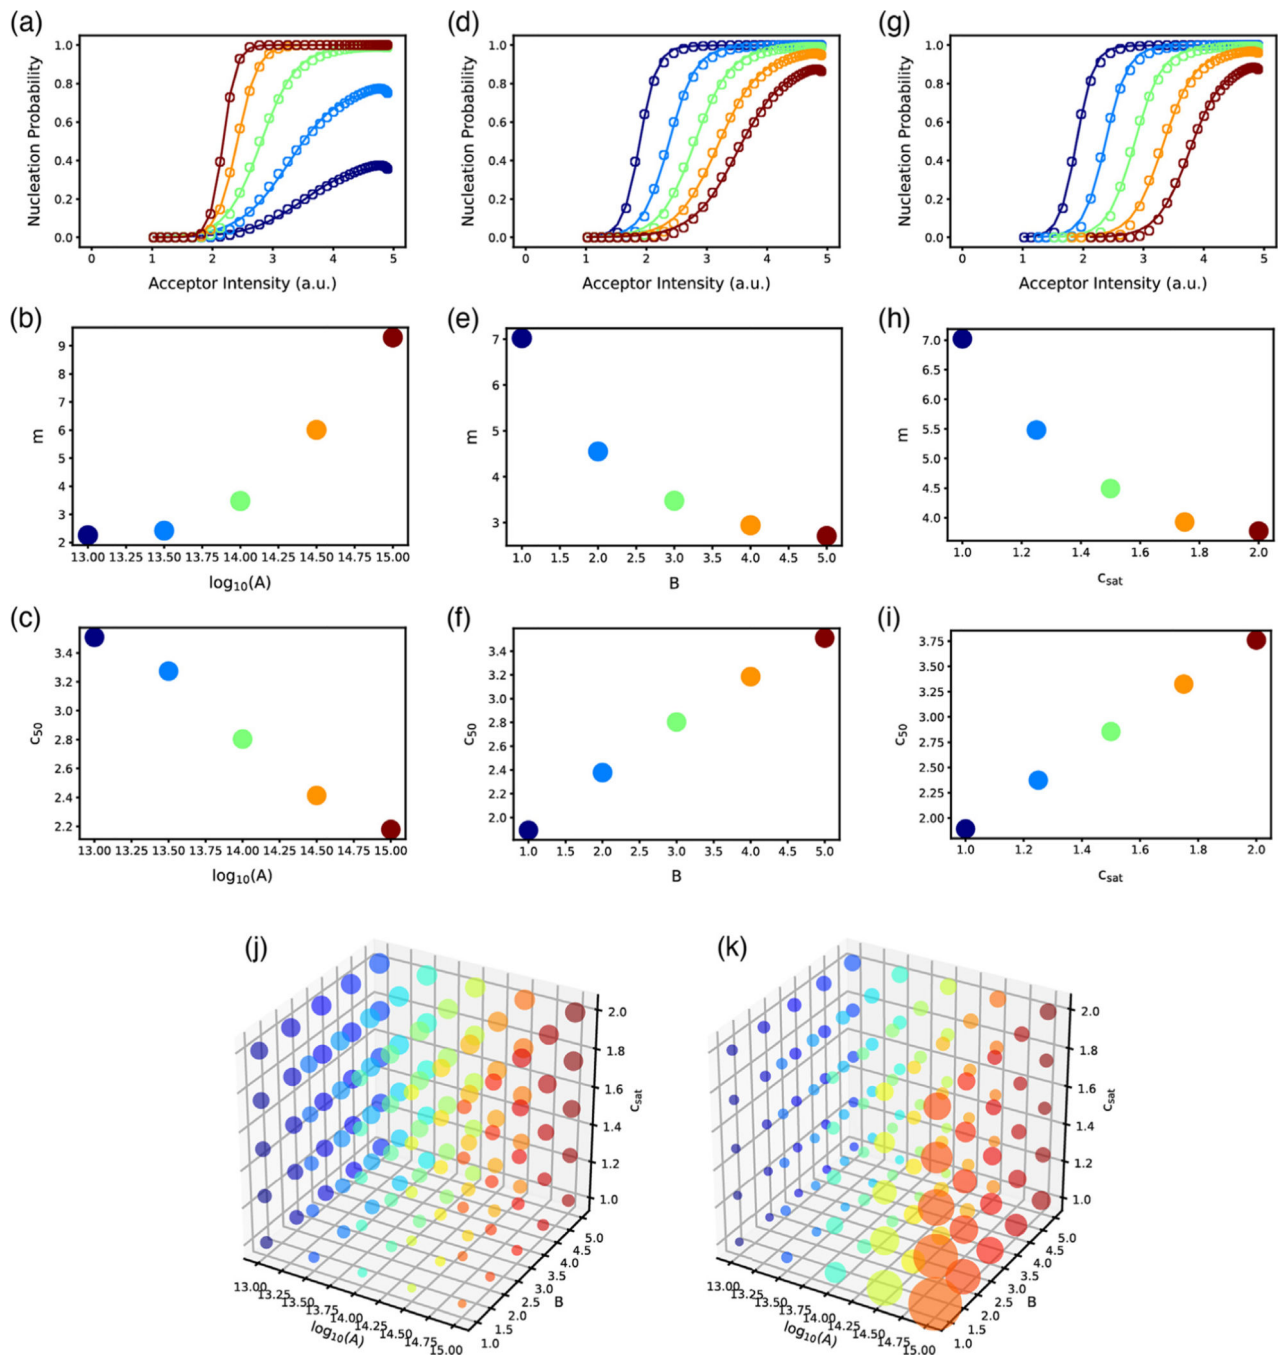 (a)
1.0
0.8
0.6
0.4
0.2
0.0
Nucleation Probability
0 1 2 3 4 5
Acceptor Intensity (a.u.)
(d)
1.0
0.8
0.6
0.4
0.2
0.0
Nucleation Probability
0 1 2 3 4 5
Acceptor Intensity (a.u.)
(g)
1.0
0.8
0.6
0.4
0.2
0.0
Nucleation Probability
0 1 2 3 4 5
Acceptor Intensity (a.u.)
(b)
9
8
7
6
5
4
3
2
m
13.00 13.25 13.50 13.75 14.00 14.25 14.50 14.75 15.00
log10(A)
(e)
7
6
5
4
3
m
1.0 1.5 2.0 2.5 3.0 3.5 4.0 4.5 5.0
B
(h)
7.0
6.5
6.0
5.5
5.0
4.5
4.0
m
1.0 1.2 1.4 1.6 1.8 2.0
csat
(c)
3.4
3.2
3.0
2.8
2.6
2.4
2.2
c50
13.00 13.25 13.50 13.75 14.00 14.25 14.50 14.75 15.00
log10(A)
(f)
3.4
3.2
3.0
2.8
2.6
2.4
2.2
2.0
c50
1.0 1.5 2.0 2.5 3.0 3.5 4.0 4.5 5.0
B
(i)
3.75
3.50
3.25
3.00
2.75
2.50
2.25
2.00
c50
1.0 1.2 1.4 1.6 1.8 2.0
csat
(j)
2.0
1.8
1.6
1.4
1.2
1.0
csat
5.0
4.5
4.0
3.5
3.0
2.5
2.0
1.5
1.0
B
13.00 13.25 13.50 13.75 14.00 14.25 14.50 14.75 15.00
log10(A)
(k)
2.0
1.8
1.6
1.4
1.2
1.0
csat
5.0
4.5
4.0
3.5
3.0
2.5
2.0
1.5
1.0
B
13.00 13.25 13.50 13.75 14.00 14.25 14.50 14.75 15.00
log10(A)